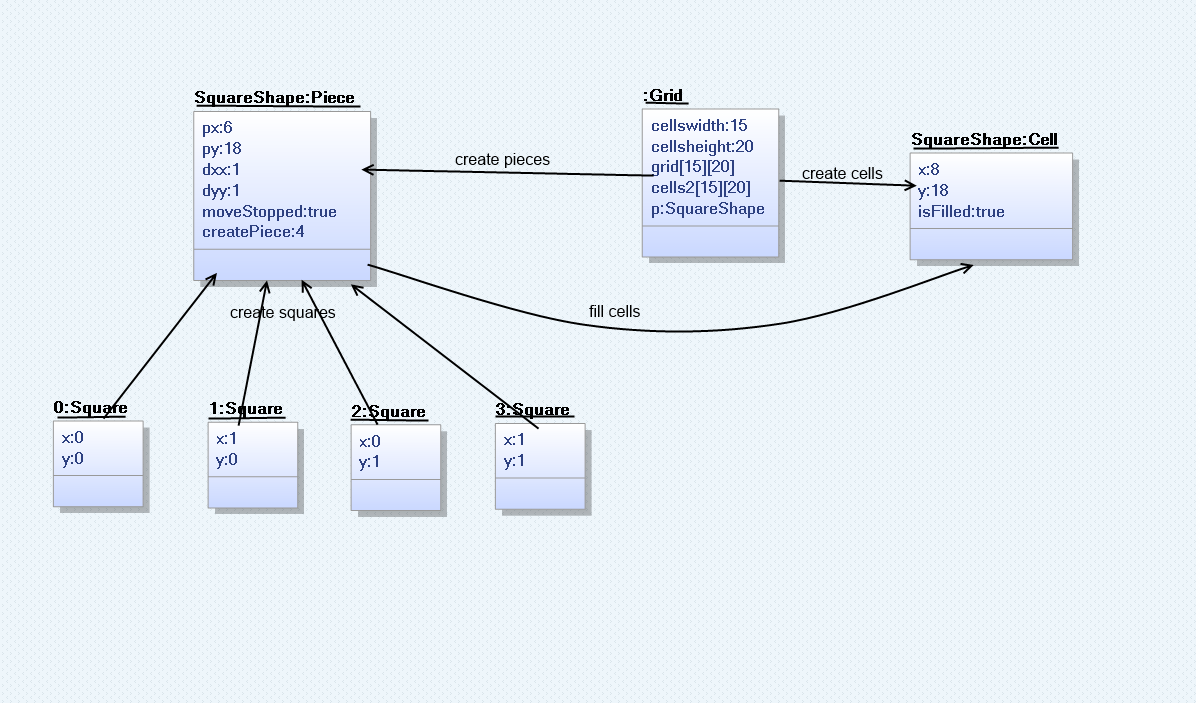 SquareShape:Piece
px:6
py:18
dxx:1
dyy:1
moveStopped:true
createPiece:4
create pieces
:Grid
cellswidth:15
cellsheight:20
grid[15][20]
cells2[15][20]
p:SquareShape
create cells
SquareShape:Cell
x:8
y:18
isFilled:true
create squares
fill cells
0:Square
x:0
y:0
1:Square
x:1
y:0
2:Square
x:0
y:1
3:Square
x:1
y:1